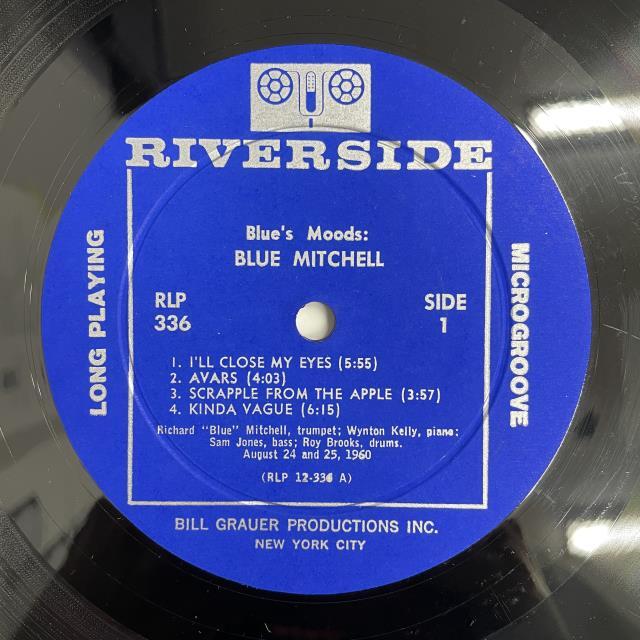 RIVERSIDE
Blue's Moods:
BLUE MITCHELL
RLP
336
SIDE
1
LONG PLAYING
MICROGROOVE
1. I'LL CLOSE MY EYES (5:55)
2. AVARS (4:03)
3. SCRAPPLE FROM THE APPLE (3:57)
4. KINDA VAGUE (6:15)
Richard "Blue" Mitchell, trumpet; Wynton Kelly, piano;
Sam Jones, bass; Roy Brooks, drums.
August 24 and 25, 1960
(RLP 12-336 A)
BILL GRAUER PRODUCTIONS INC.
NEW YORK CITY